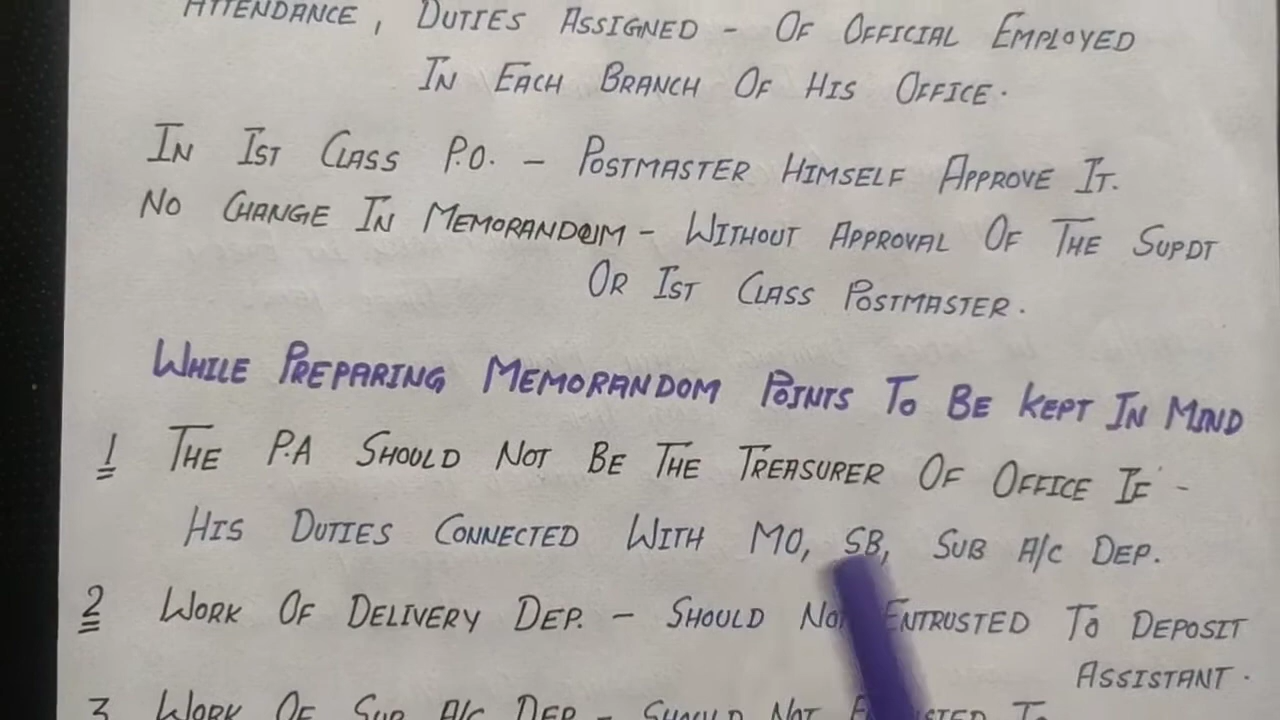 ATTENDANCE, DUTIES ASSIGNED - OF OFFICIAL EMPLOYED
IN EACH BRANCH OF HIS OFFICE.
IN IST CLASS P.O. - POSTMASTER HIMSELF APPROVE IT.
NO CHANGE IN MEMORANDUM - WITHOUT APPROVAL OF THE SUPDT
OR IST CLASS POSTMASTER.
WHILE PREPARING MEMORANDOM POINTS TO BE KEPT IN MIND
1 THE P.A SHOULD NOT BE THE TREASURER OF OFFICE IF -
HIS DUTIES CONNECTED WITH MO, SB, SUB A/C DEP.
2 WORK OF DELIVERY DEP. - SHOULD NOT ENTRUSTED TO DEPOSIT
ASSISTANT.
3 WORK OF SUB A/C DEP - SHOULD NOT TO